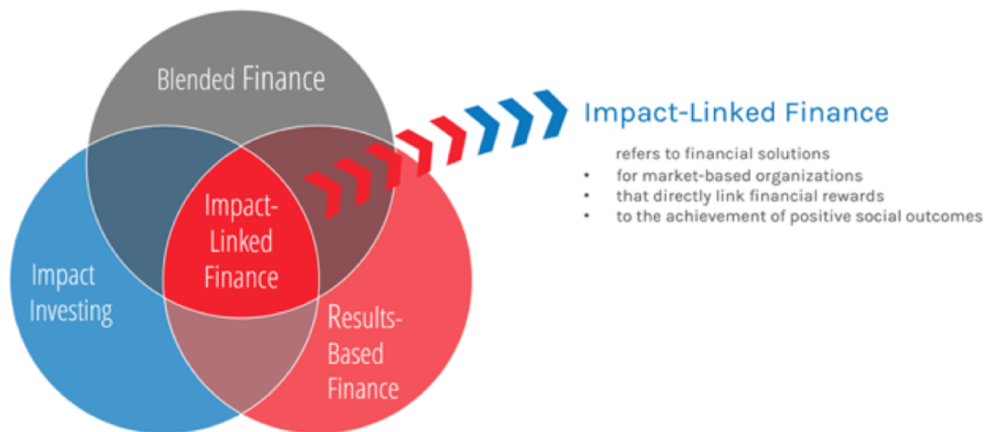 Blended Finance
Impact-
Linked
Finance
Impact
Investing
Results-
Based
Finance
Impact-Linked Finance
refers to financial solutions
• for market-based organizations
• that directly link financial rewards
• to the achievement of positive social outcomes